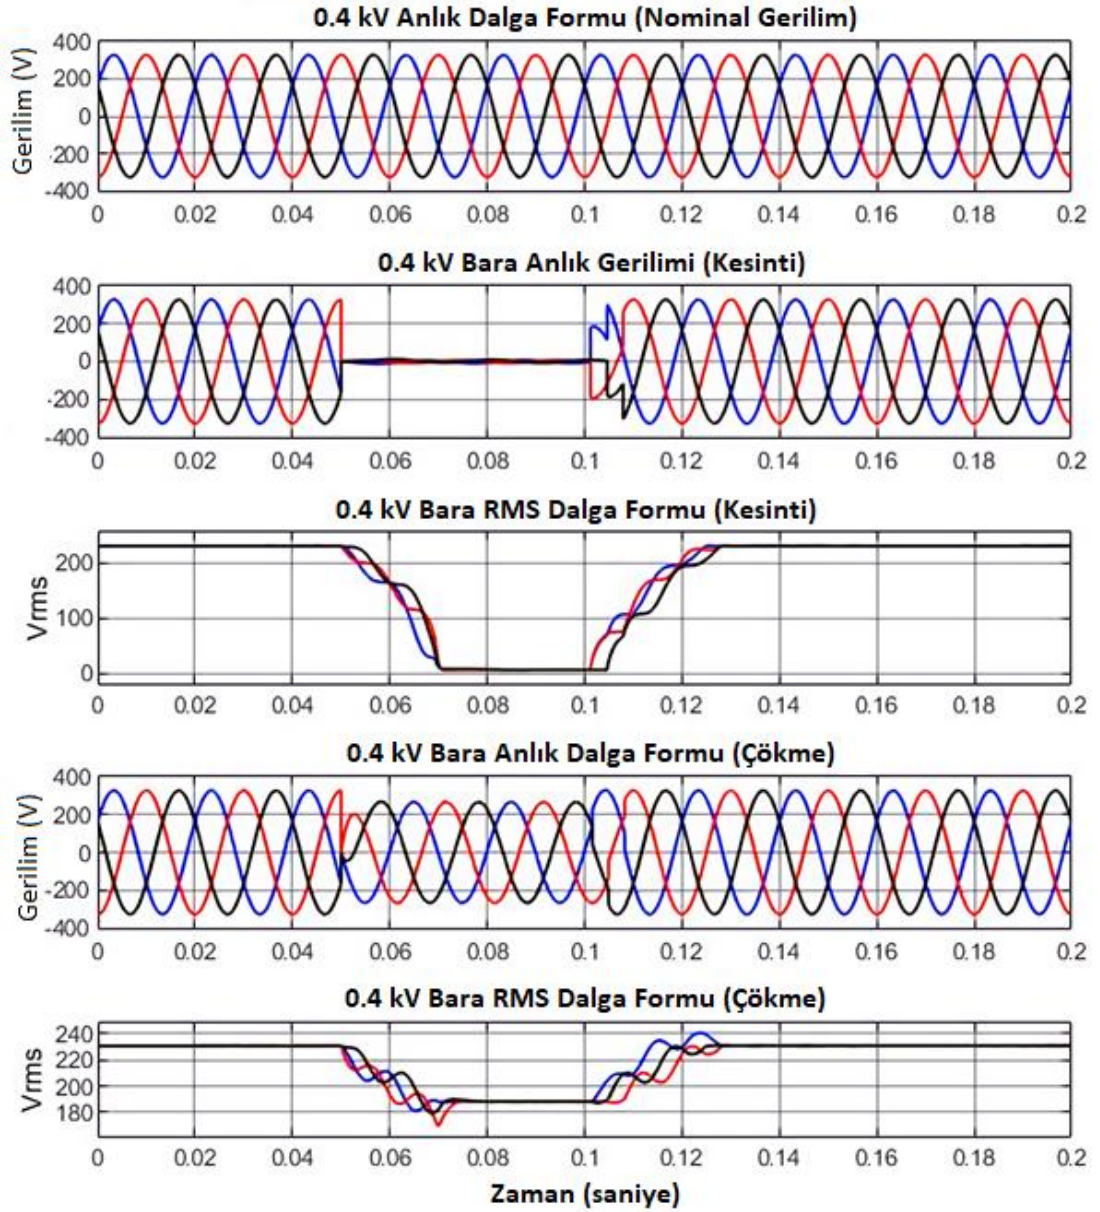 0.4 kV Anlık Dalga Formu (Nominal Gerilim)
Gerilim (V)
400
200
0
-200
-400
0 0.02 0.04 0.06 0.08 0.1 0.12 0.14 0.16 0.18 0.2
0.4 kV Bara Anlık Gerilimi (Kesinti)
400
200
0
-200
-400
0 0.02 0.04 0.06 0.08 0.1 0.12 0.14 0.16 0.18 0.2
0.4 kV Bara RMS Dalga Formu (Kesinti)
Vrms
200
100
0
0 0.02 0.04 0.06 0.08 0.1 0.12 0.14 0.16 0.18 0.2
0.4 kV Bara Anlık Dalga Formu (Çökme)
Gerilim (V)
400
200
0
-200
-400
0 0.02 0.04 0.06 0.08 0.1 0.12 0.14 0.16 0.18 0.2
0.4 kV Bara RMS Dalga Formu (Çökme)
Vrms
240
220
200
180
0 0.02 0.04 0.06 0.08 0.1 0.12 0.14 0.16 0.18 0.2
Zaman (saniye)